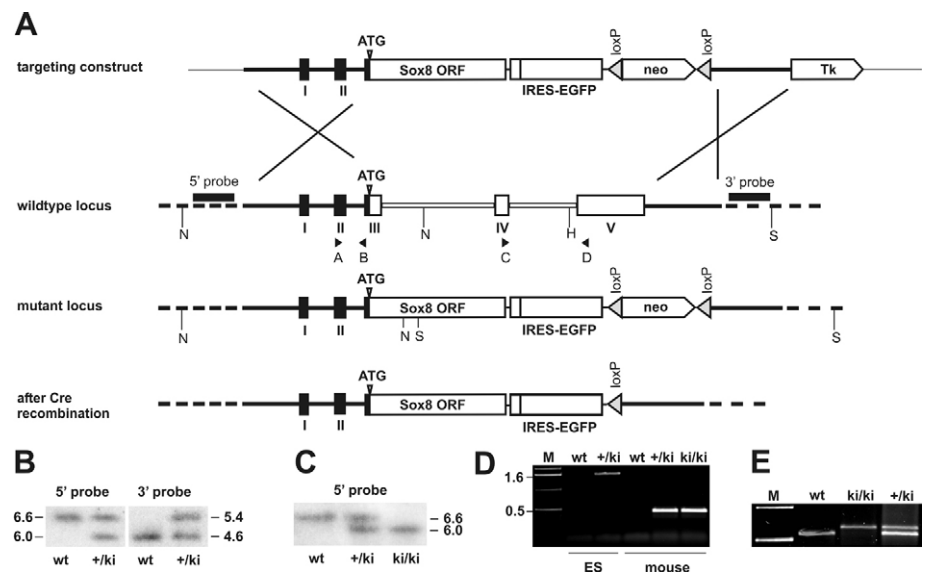 A
targeting construct
ATG
Sox8 ORF
IRES-EGFP
loxP
neo
loxP
Tk
I
II
wildtype locus
5' probe
3' probe
ATG
N
I
II
III
N
IV
H
V
S
A
B
C
D
mutant locus
ATG
Sox8 ORF
IRES-EGFP
loxP
neo
loxP
N
I
II
N S
S
after Cre
recombination
ATG
Sox8 ORF
IRES-EGFP
loxP
I
II
B
5' probe
3' probe
6.6
6.0
5.4
4.6
wt
+/ki
wt
+/ki
C
5' probe
6.6
6.0
wt
+/ki
ki/ki
D
M wt +/ki wt +/ki ki/ki
1.6
0.5
ES
mouse
E
M wt ki/ki +/ki